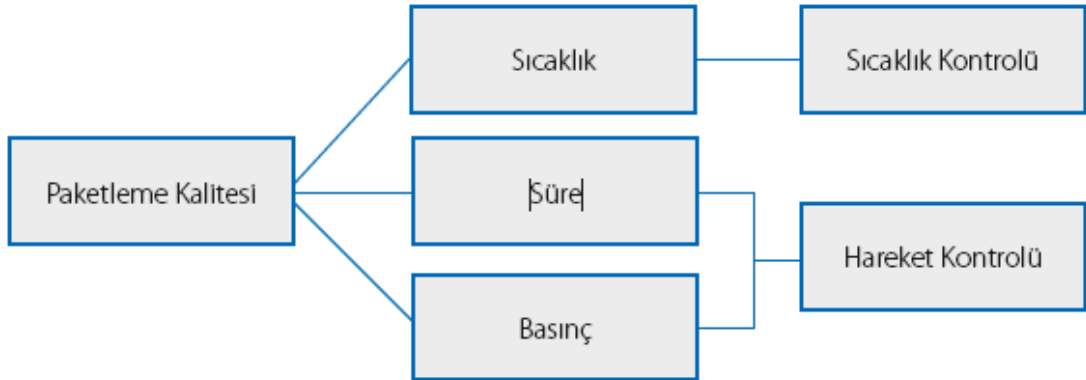 Sıcaklık
Sıcaklık Kontrolü
Paketleme Kalitesi
|Süre|
Hareket Kontrolü
Basınç